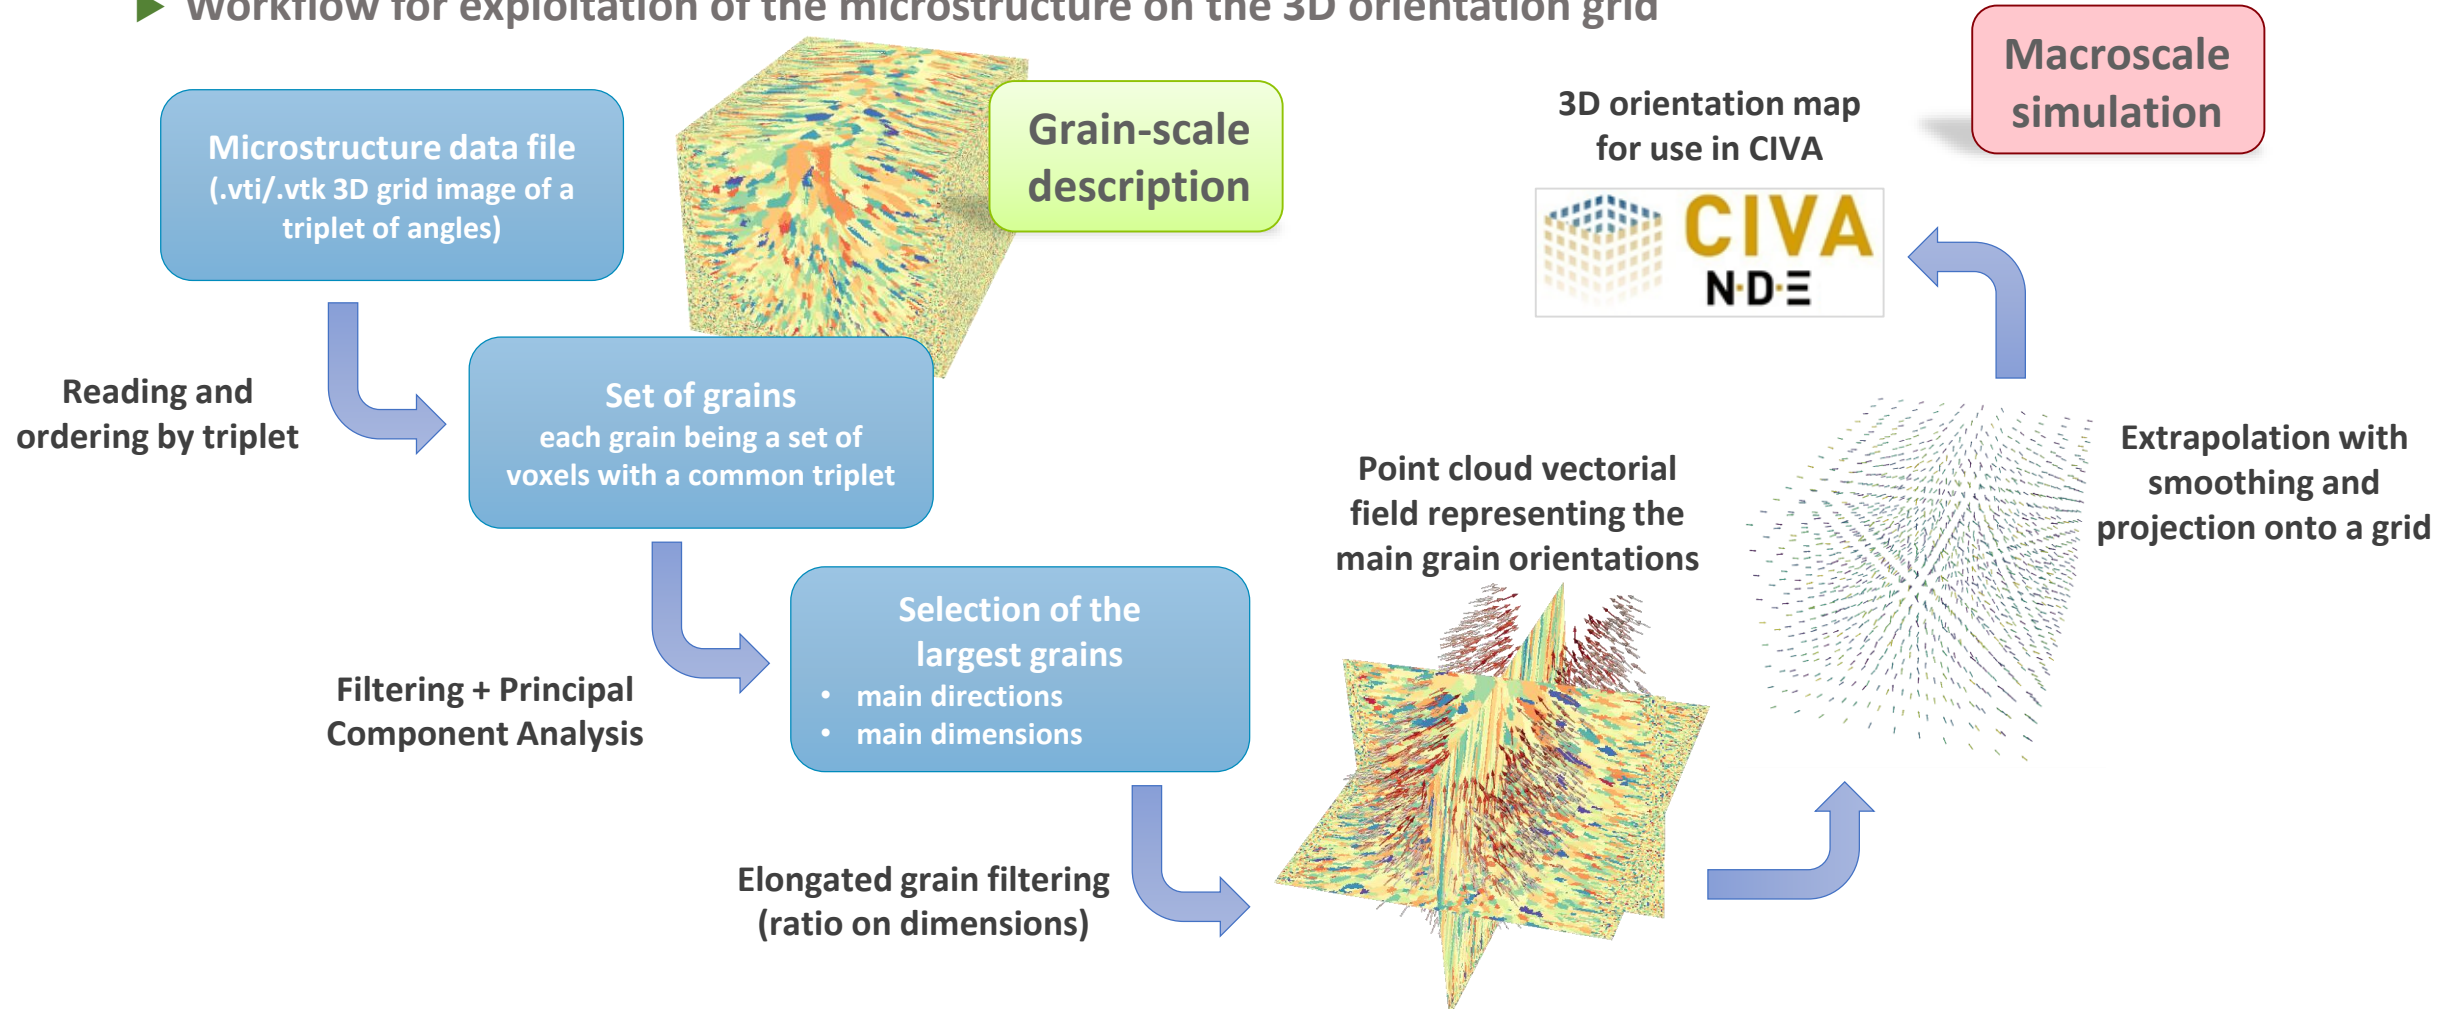 Workflow for exploitation of the microstructure on the 3D orientation grid
Microstructure data file
(.vti/.vtk 3D grid image of a
triplet of angles)
Grain-scale
description
3D orientation map
for use in CIVA
Macroscale
simulation
CIVA
N·D·E
Reading and
ordering by triplet
Set of grains
each grain being a set of
voxels with a common triplet
Filtering + Principal
Component Analysis
Selection of the
largest grains
• main directions
• main dimensions
Elongated grain filtering
(ratio on dimensions)
Point cloud vectorial
field representing the
main grain orientations
Extrapolation with
smoothing and
projection onto a grid